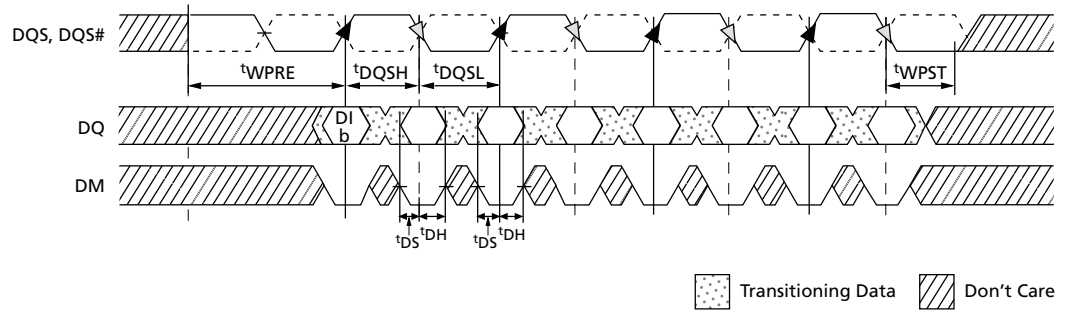 DQS, DQS#
tWPRE tDQSH tDQSL tWPST
DQ
DI
b
DM
tDS tDH tDS tDH
Transitioning Data Don't Care